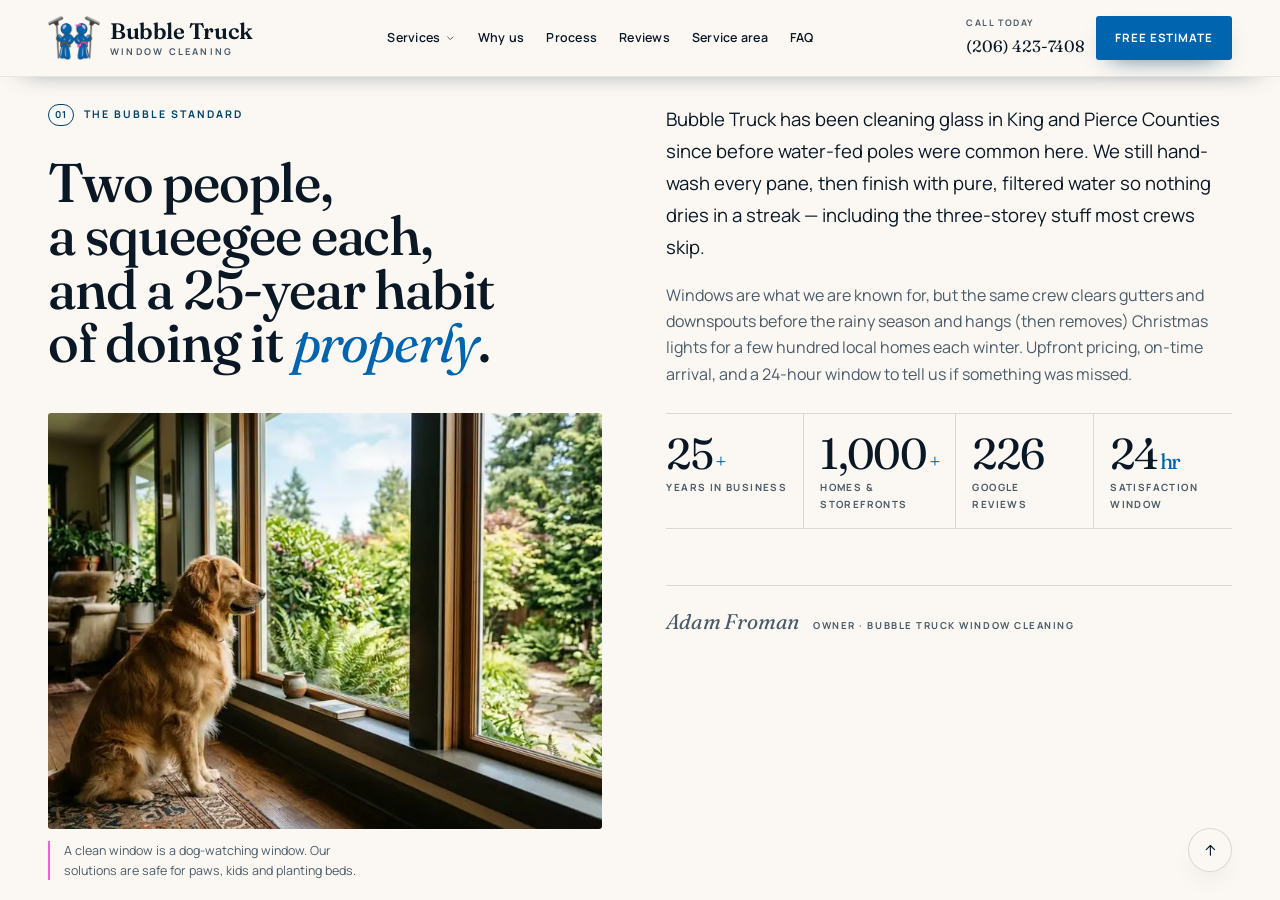 Bubble Truck
WINDOW CLEANING
Services
Why us
Process
Reviews
Service area
FAQ
CALL TODAY
(206) 423-7408
FREE ESTIMATE
01 THE BUBBLE STANDARD
Two people,
a squeegee each,
and a 25-year habit
of doing it properly.
A clean window is a dog-watching window. Our
solutions are safe for paws, kids and planting beds.
Bubble Truck has been cleaning glass in King and Pierce Counties
since before water-fed poles were common here. We still hand-
wash every pane, then finish with pure, filtered water so nothing
dries in a streak — including the three-storey stuff most crews
skip.
Windows are what we are known for, but the same crew clears gutters and
downspouts before the rainy season and hangs (then removes) Christmas
lights for a few hundred local homes each winter. Upfront pricing, on-time
arrival, and a 24-hour window to tell us if something was missed.
25+
YEARS IN BUSINESS
1,000+
HOMES &
STOREFRONTS
226
GOOGLE
REVIEWS
24hr
SATISFACTION
WINDOW
Adam Froman OWNER · BUBBLE TRUCK WINDOW CLEANING